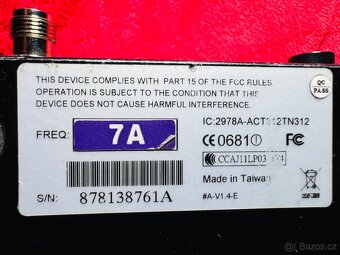 THIS DEVICE COMPLIES WITH PART 15 OF THE FCC RULES.
OPERATION IS SUBJECT TO THE CONDITION THAT THIS
DEVICE DOES NOT CAUSE HARMFUL INTERFERENCE.
QC
PASS
FREQ:
7A
IC:2978A-ACT312TN312
CE0681
FC
CCAJ11LP03
Made in Taiwan
S/N:
878138761A
#A-V1.4-E
bazos.cz